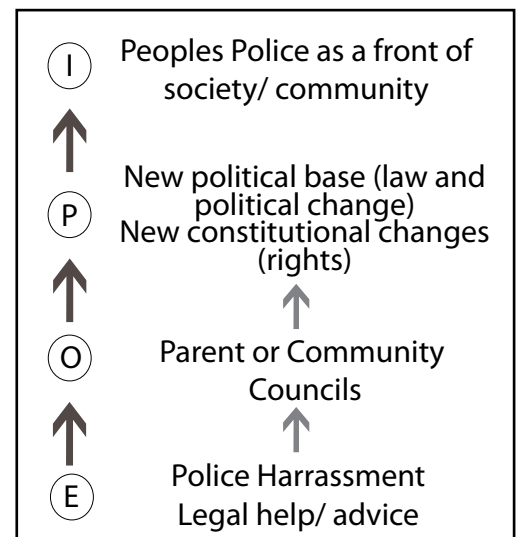 I
Peoples Police as a front of
society/ community
P
New political base (law and
political change)
New constitutional changes
(rights)
O
Parent or Community
Councils
E
Police Harrassment
Legal help/ advice